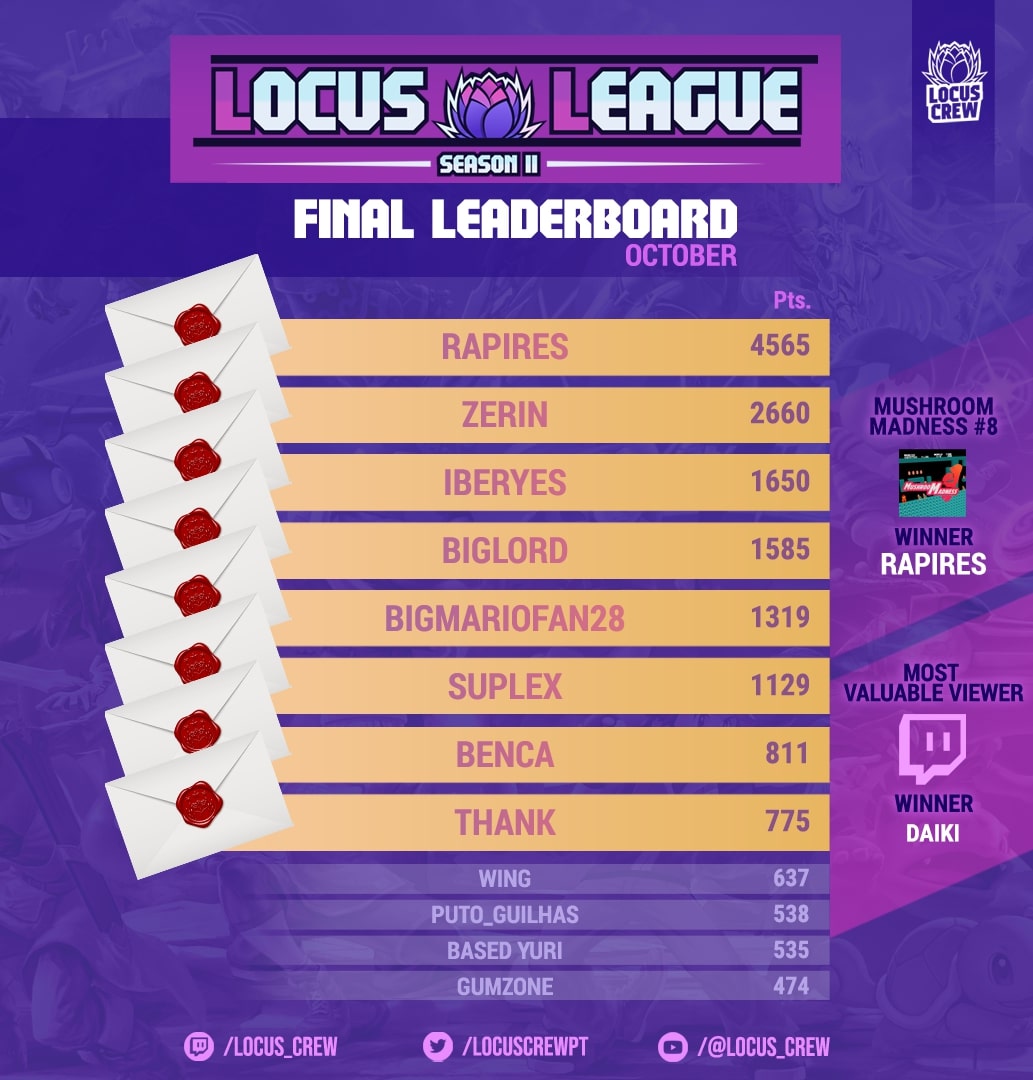 LOCUS LEAGUE
SEASON II
LOCUS
CREW
FINAL LEADERBOARD
OCTOBER
Pts.
RAPIRES 4565
ZERIN 2660
IBERYES 1650
BIGLORD 1585
BIGMARIOFAN28 1319
SUPLEX 1129
BENCA 811
THANK 775
WING 637
PUTO_GUILHAS 538
BASED YURI 535
GUMZONE 474
MUSHROOM
MADNESS #8
MUSHROOMADNESS
WINNER
RAPIRES
MOST
VALUABLE VIEWER
WINNER
DAIKI
/LOCUS_CREW /LOCUSCREWPT /@LOCUS_CREW